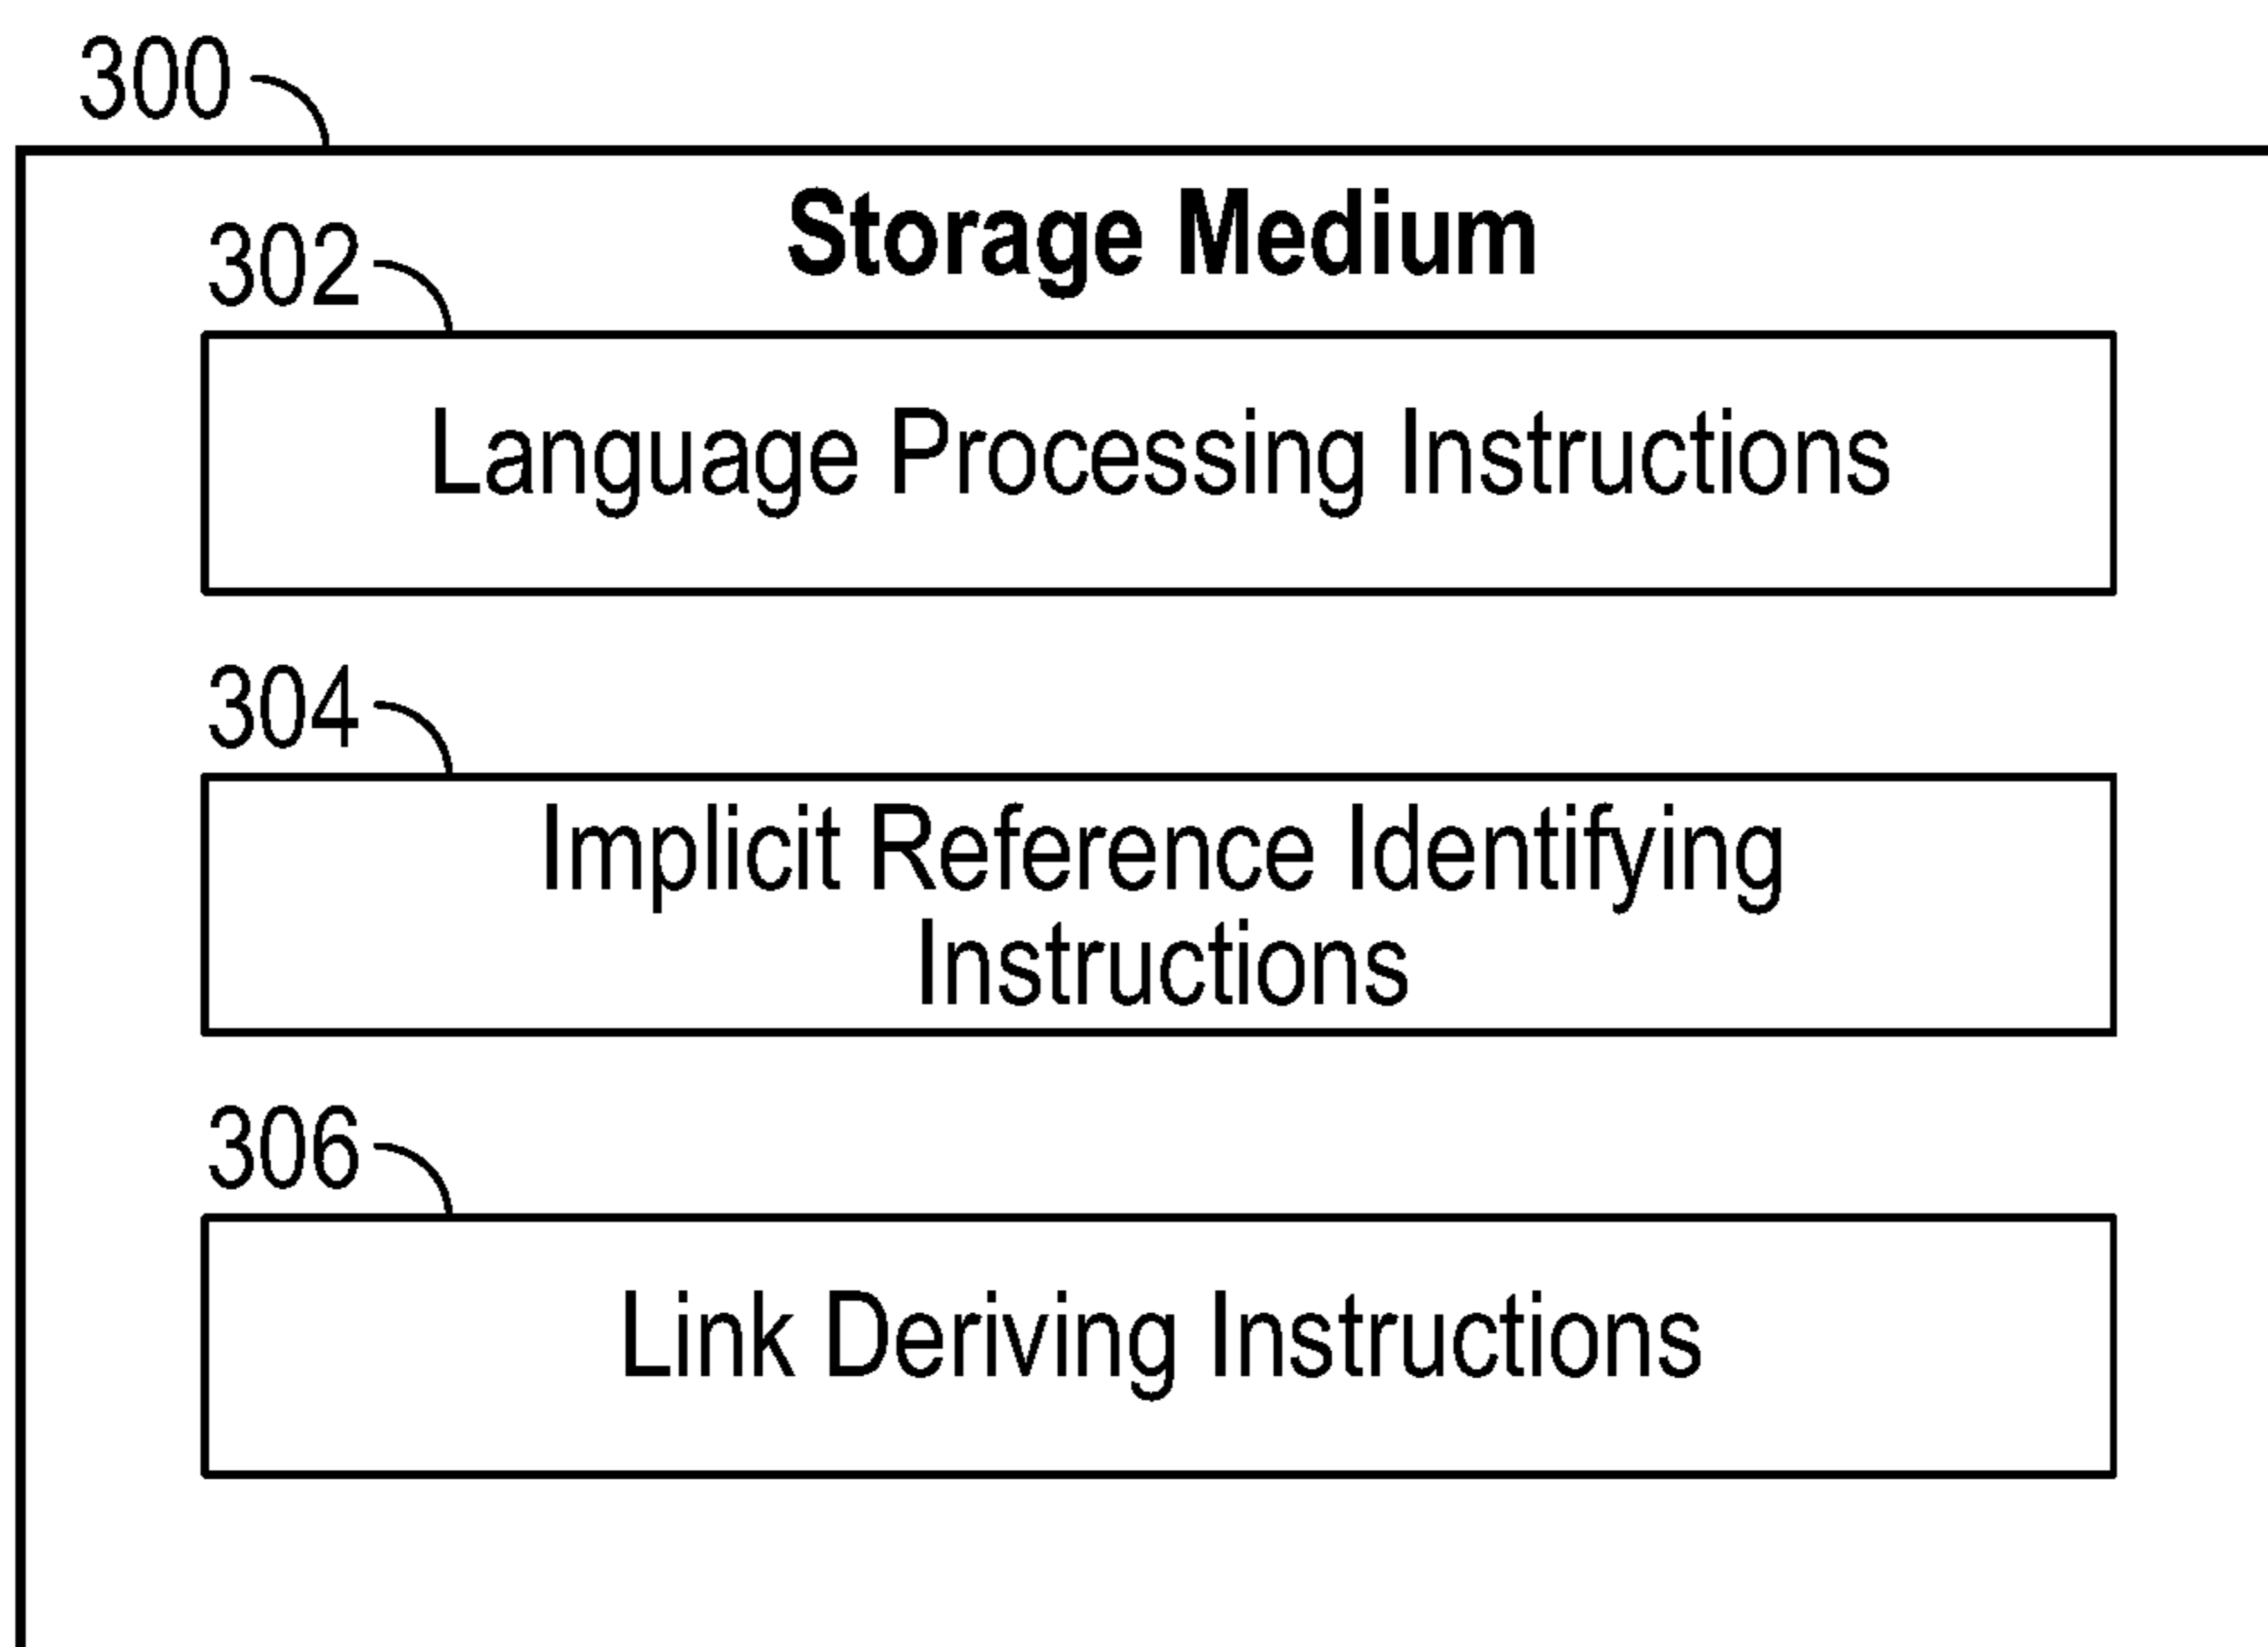 300
Storage Medium
302
Language Processing Instructions
304
Implicit Reference Identifying
Instructions
306
Link Deriving Instructions